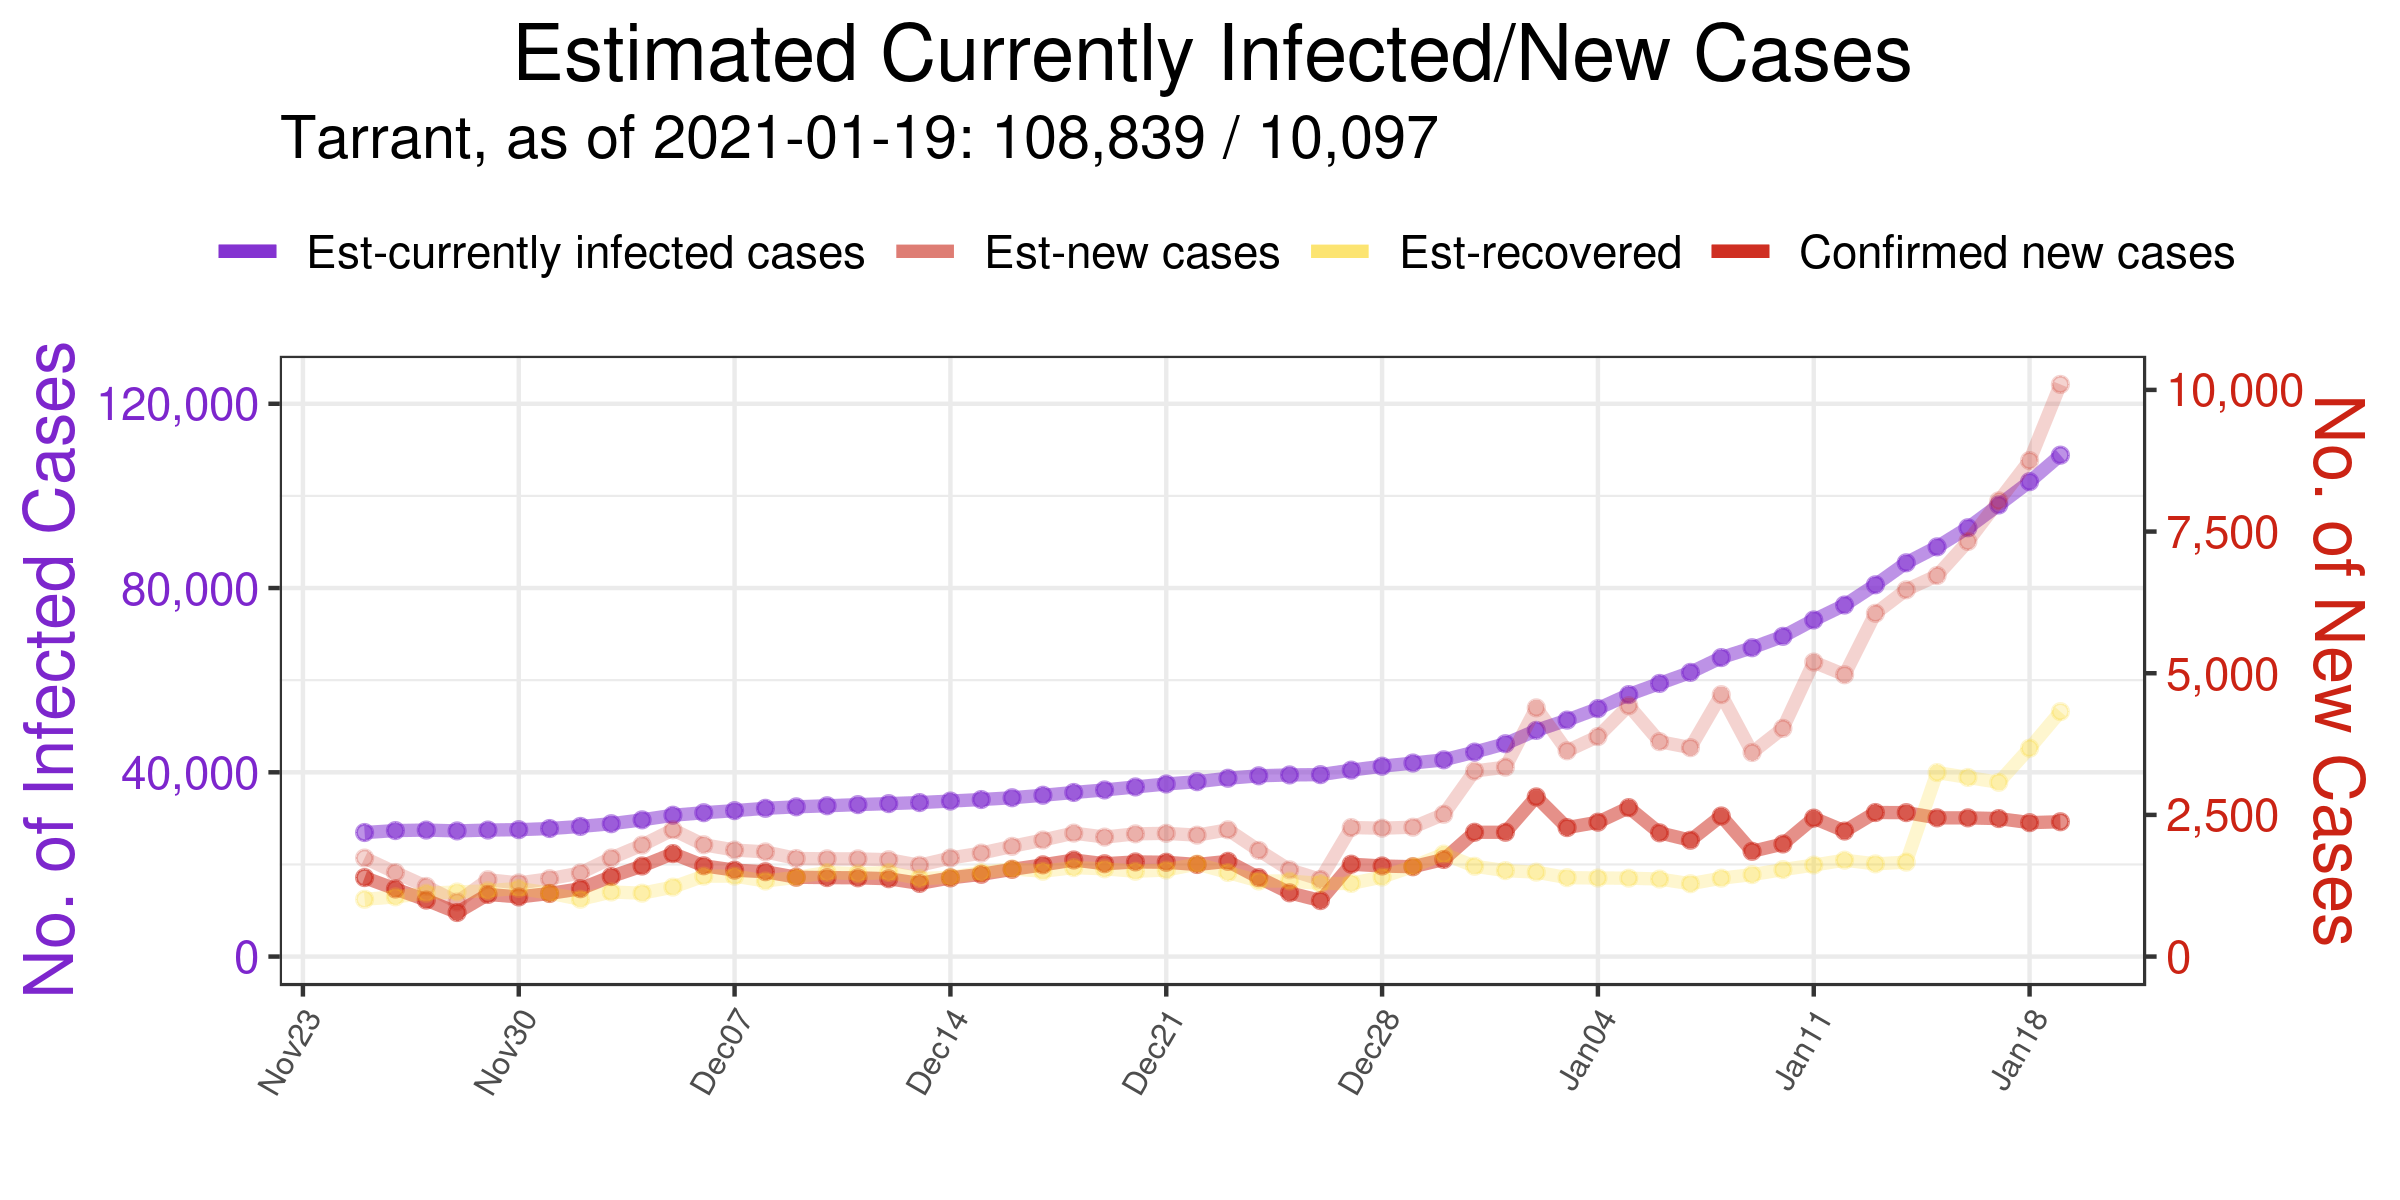 Estimated Currently Infected/New Cases
Tarrant, as of 2021-01-19: 108,839 / 10,097
Est-currently infected cases Est-new cases Est-recovered Confirmed new cases
No. of Infected Cases
120,000
80,000
40,000
0
10,000
7,500
5,000
2,500
0
No. of New Cases
Nov23 Nov30 Dec07 Dec14 Dec21 Dec28 Jan04 Jan11 Jan18